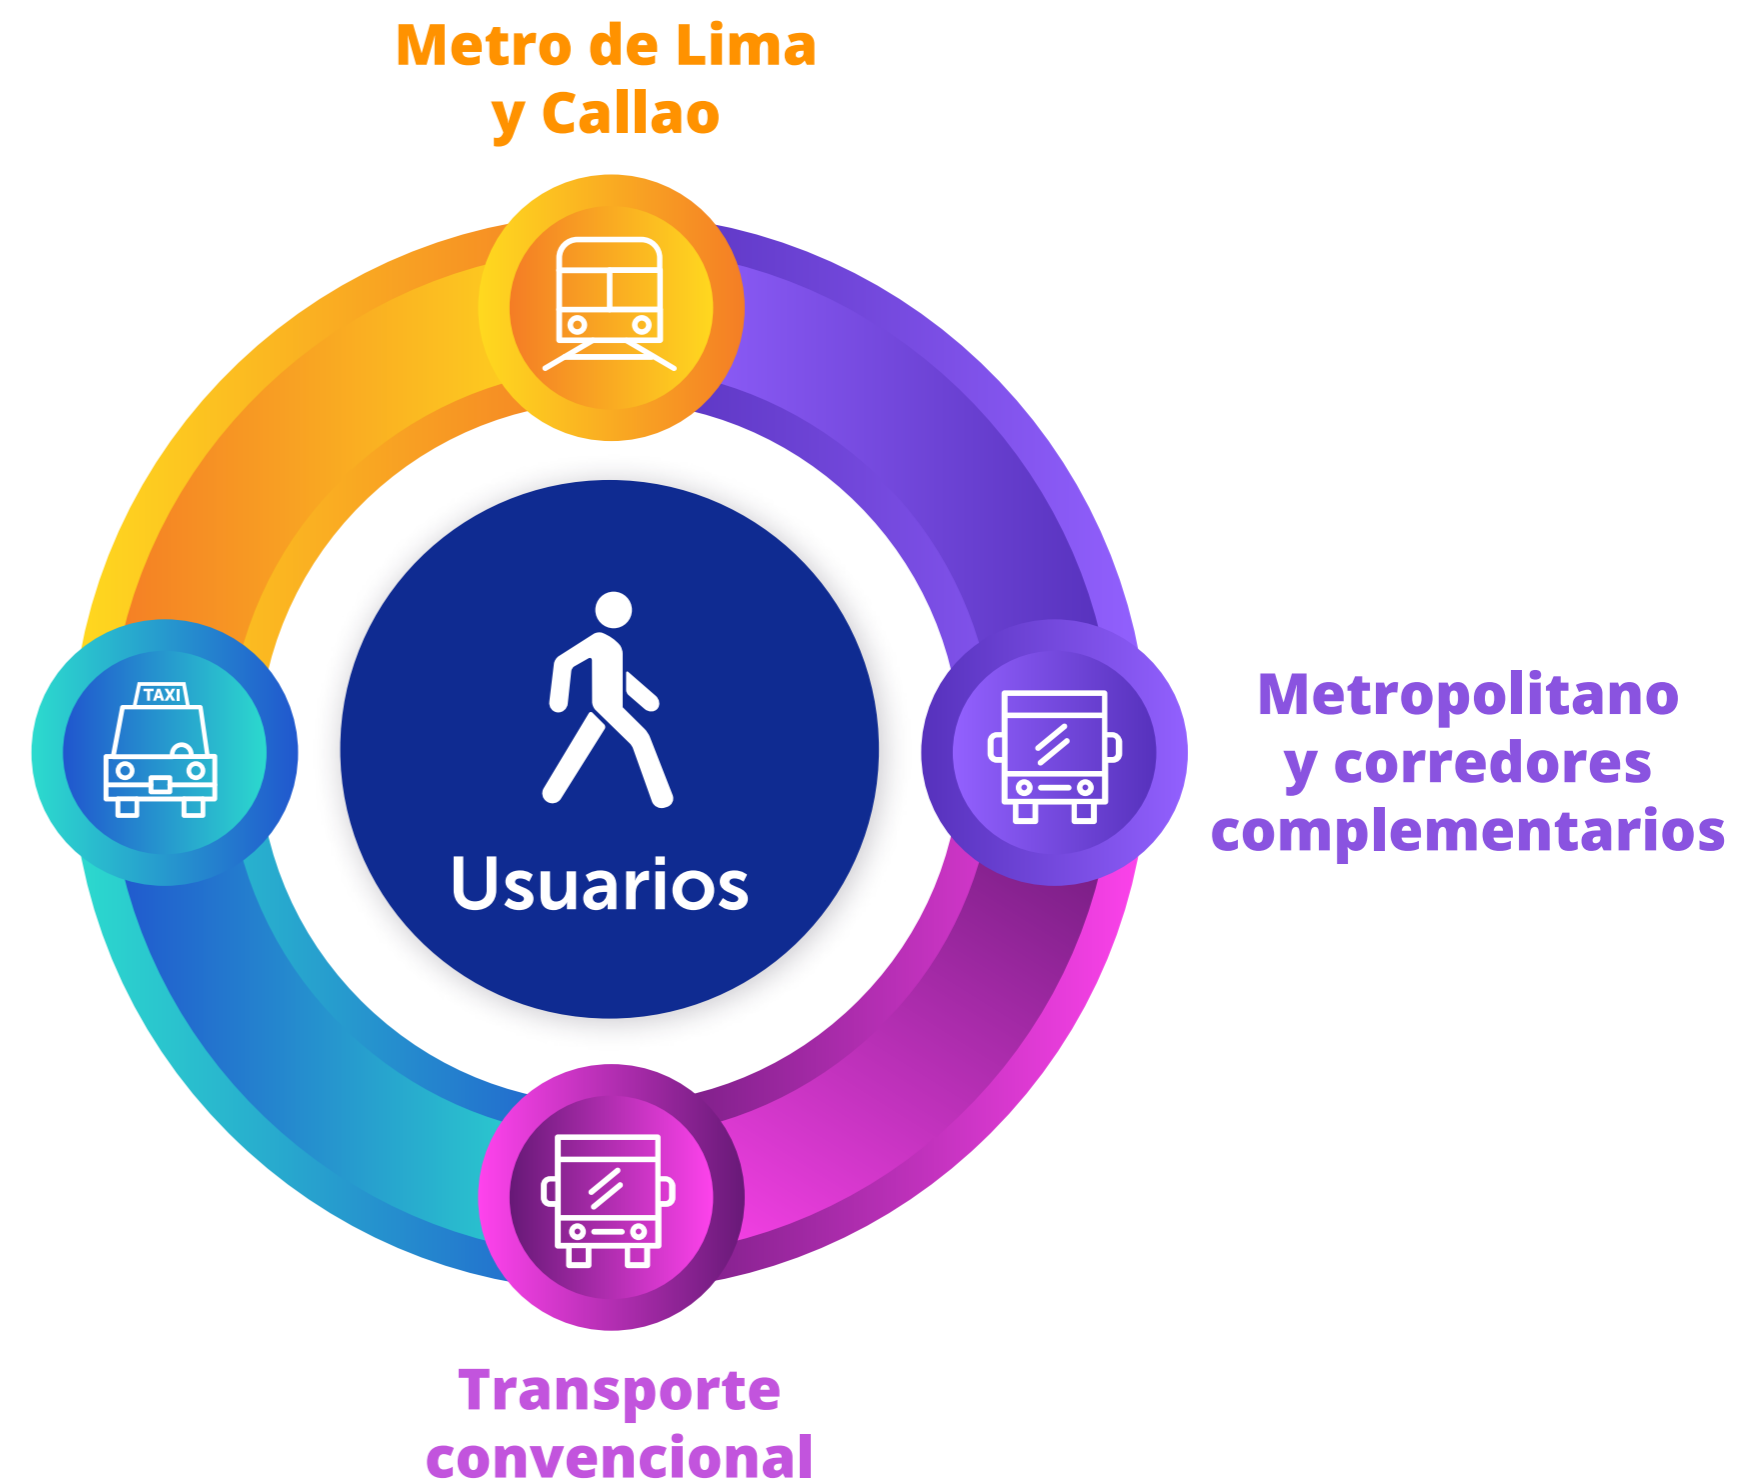 Metro de Lima
y Callao
TAXI
Metropolitano
y corredores
complementarios
Usuarios
Transporte
convencional